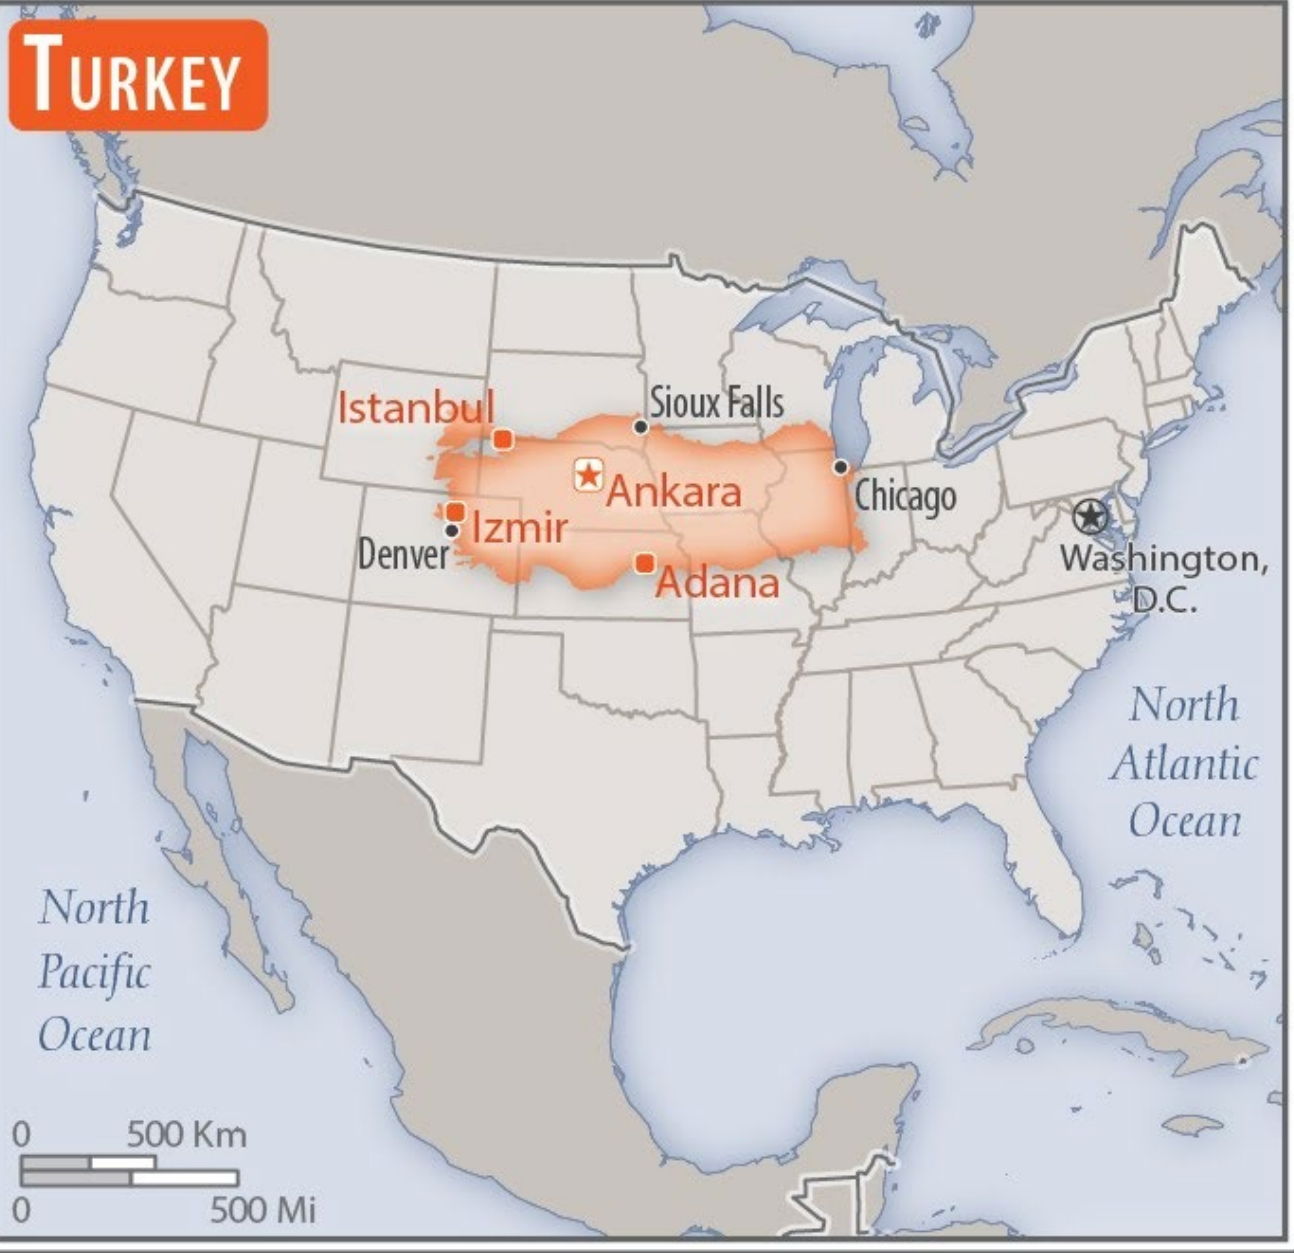 TURKEY
Istanbul
Sioux Falls
Ankara
Chicago
Izmir
Denver
Adana
Washington,
D.C.
North
Atlantic
Ocean
North
Pacific
Ocean
0 500 Km
0 500 Mi